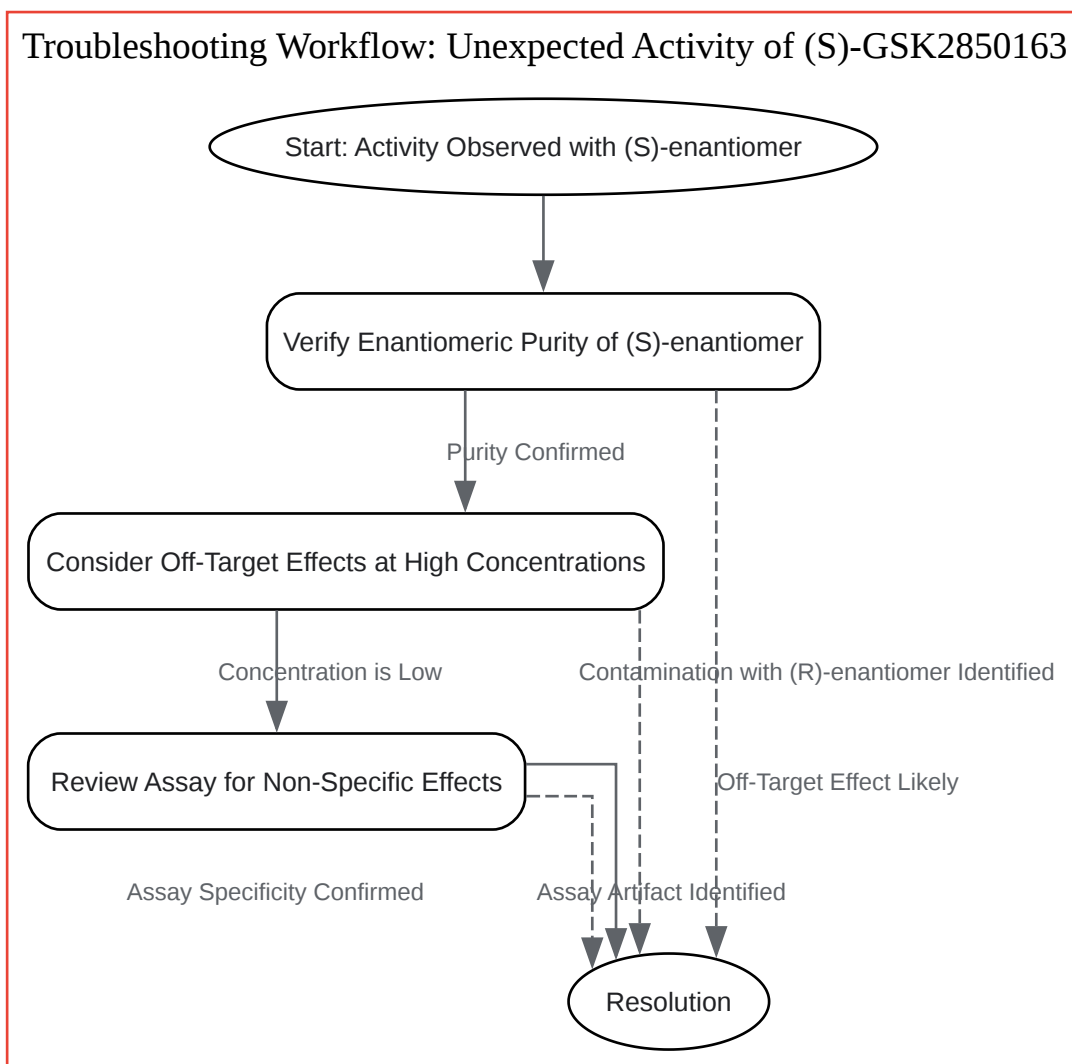 Troubleshooting Workflow: Unexpected Activity of (S)-GSK2850163
Start: Activity Observed with (S)-enantiomer
Verify Enantiomeric Purity of (S)-enantiomer
Purity Confirmed
Consider Off-Target Effects at High Concentrations
Concentration is Low
Contamination with (R)-enantiomer Identified
Review Assay for Non-Specific Effects
Off-Target Effect Likely
Assay Specificity Confirmed
Assay Artifact Identified
Resolution